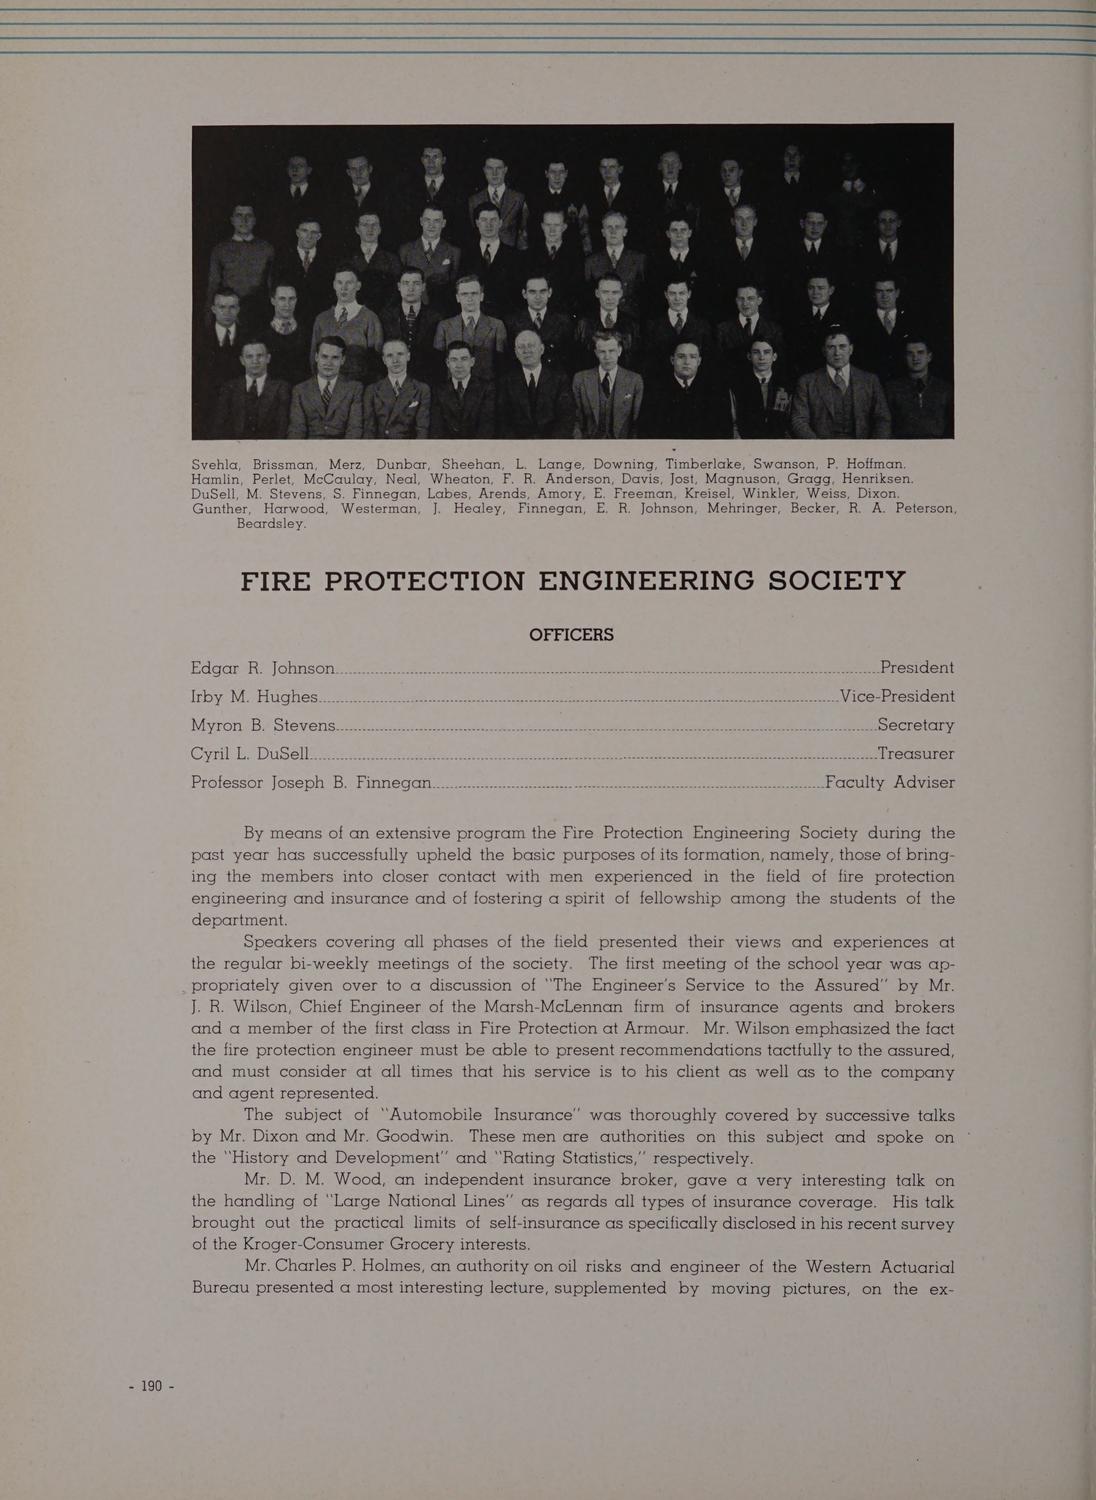 Svehla, Brissman, Merz, Dunbar, Sheehan, L. Lange, Downing, Timberlake, Swanson, P. Hoffman.
Hamlin, Perlet, McCaulay, Neal, Wheaton, F. R. Anderson, Davis, Jost, Magnuson, Gragg, Henriksen.
DuSell, M. Stevens, S. Finnegan, Labes, Arends, Amory, E. Freeman, Kreisel, Winkler, Weiss, Dixon.
Gunther, Harwood, Westerman, J. Healey, Finnegan, E. R. Johnson, Mehringer, Becker, R. A. Peterson,
Beardsley.
FIRE PROTECTION ENGINEERING SOCIETY
OFFICERS
Edgar R. Johnson President
Irby M. Hughes Vice-President
Myron B. Stevens Secretary
Cyril L. DuSell Treasurer
Professor Joseph B. Finnegan Faculty Adviser
By means of an extensive program the Fire Protection Engineering Society during the
past year has successfully upheld the basic purposes of its formation, namely, those of bring-
ing the members into closer contact with men experienced in the field of fire protection
engineering and insurance and of fostering a spirit of fellowship among the students of the
department.
Speakers covering all phases of the field presented their views and experiences at
the regular bi-weekly meetings of the society. The first meeting of the school year was ap-
propriately given over to a discussion of "The Engineer's Service to the Assured" by Mr.
J. R. Wilson, Chief Engineer of the Marsh-McLennan firm of insurance agents and brokers
and a member of the first class in Fire Protection at Armour. Mr. Wilson emphasized the fact
the fire protection engineer must be able to present recommendations tactfully to the assured,
and must consider at all times that his service is to his client as well as to the company
and agent represented.
The subject of "Automobile Insurance" was thoroughly covered by successive talks
by Mr. Dixon and Mr. Goodwin. These men are authorities on this subject and spoke on
the "History and Development" and "Rating Statistics," respectively.
Mr. D. M. Wood, an independent insurance broker, gave a very interesting talk on
the handling of "Large National Lines" as regards all types of insurance coverage. His talk
brought out the practical limits of self-insurance as specifically disclosed in his recent survey
of the Kroger-Consumer Grocery interests.
Mr. Charles P. Holmes, an authority on oil risks and engineer of the Western Actuarial
Bureau presented a most interesting lecture, supplemented by moving pictures, on the ex-
- 190 -